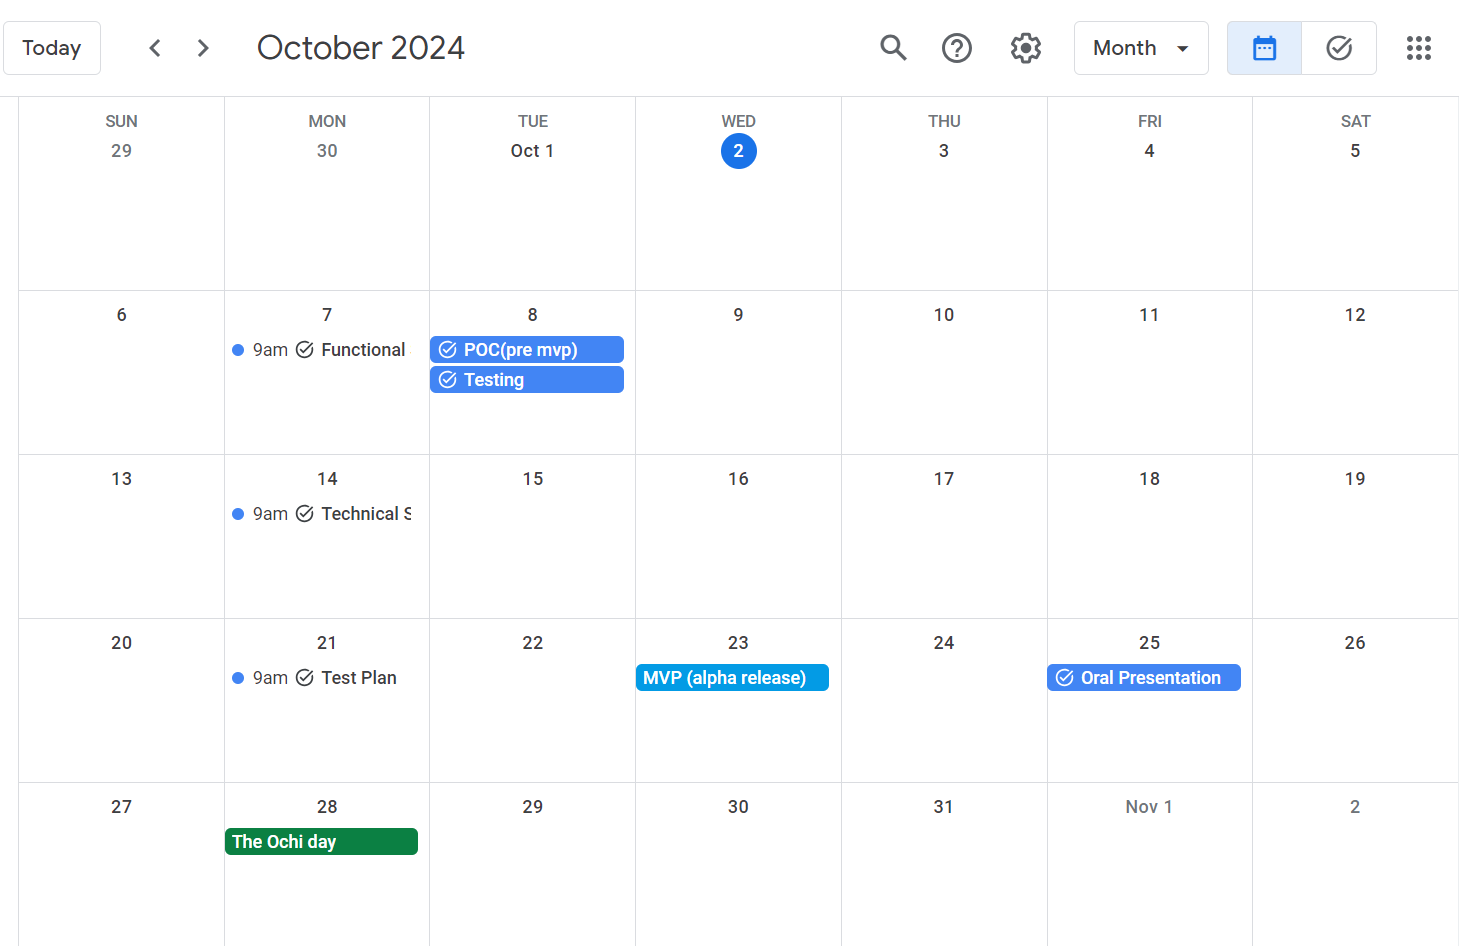 Today
October 2024
Month
SUN MON TUE WED THU FRI SAT
29 30 Oct 1 2 3 4 5
6 7 8 9 10 11 12
9am Functional
POC(pre mvp)
Testing
13 14 15 16 17 18 19
9am Technical S
20 21 22 23 24 25 26
9am Test Plan
MVP (alpha release)
Oral Presentation
27 28 29 30 31 Nov 1 2
The Ochi day